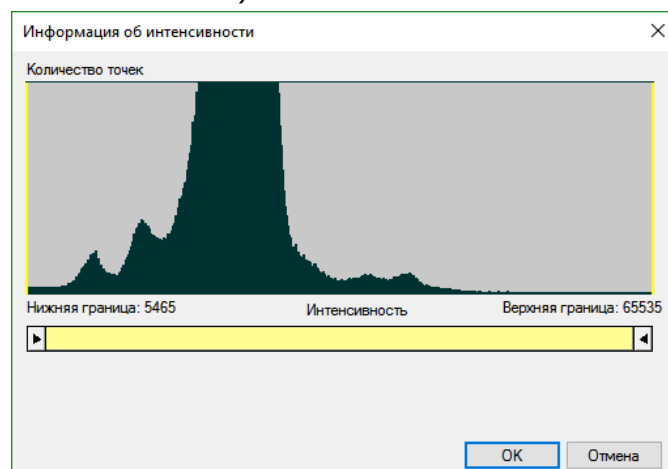 Информация об интенсивности
Количество точек
Нижняя граница: 5465 Интенсивность Верхняя граница: 65535
OK Отмена